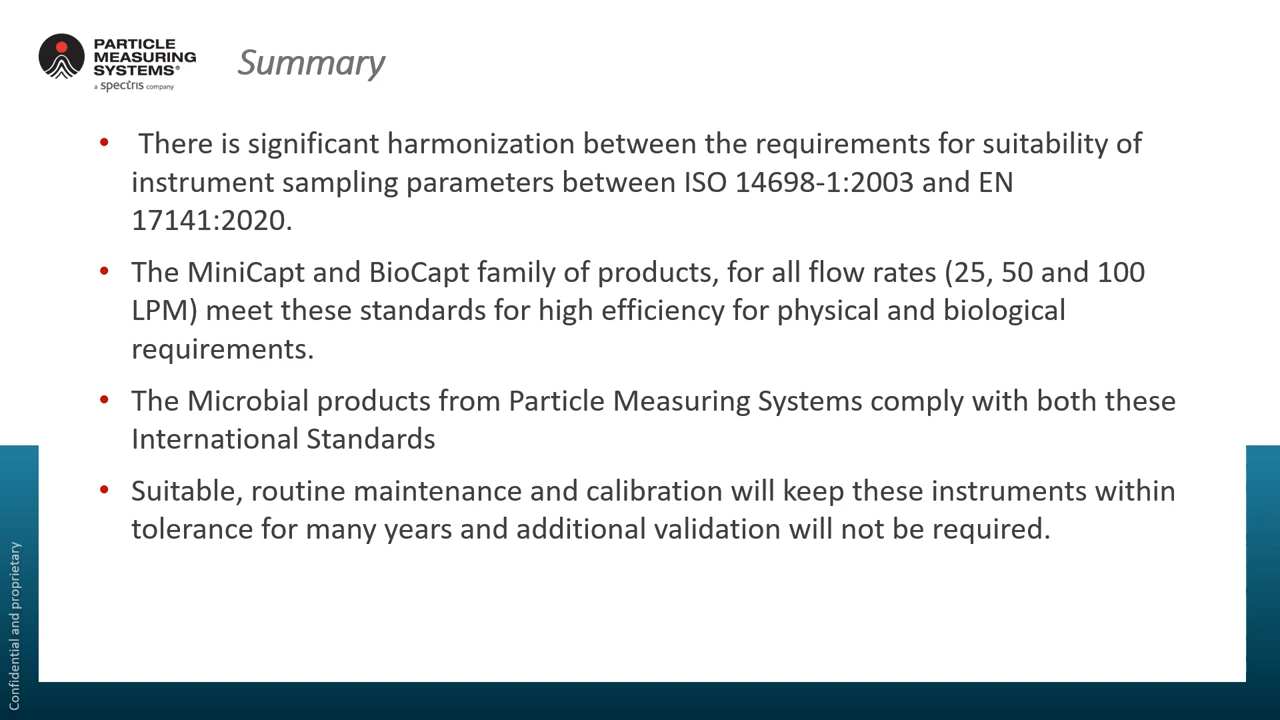 PARTICLE
MEASURING
SYSTEMS®
a spectris company
Summary
• There is significant harmonization between the requirements for suitability of
instrument sampling parameters between ISO 14698-1:2003 and EN
17141:2020.
• The MiniCapt and BioCapt family of products, for all flow rates (25, 50 and 100
LPM) meet these standards for high efficiency for physical and biological
requirements.
• The Microbial products from Particle Measuring Systems comply with both these
International Standards
• Suitable, routine maintenance and calibration will keep these instruments within
tolerance for many years and additional validation will not be required.
Confidential and proprietary